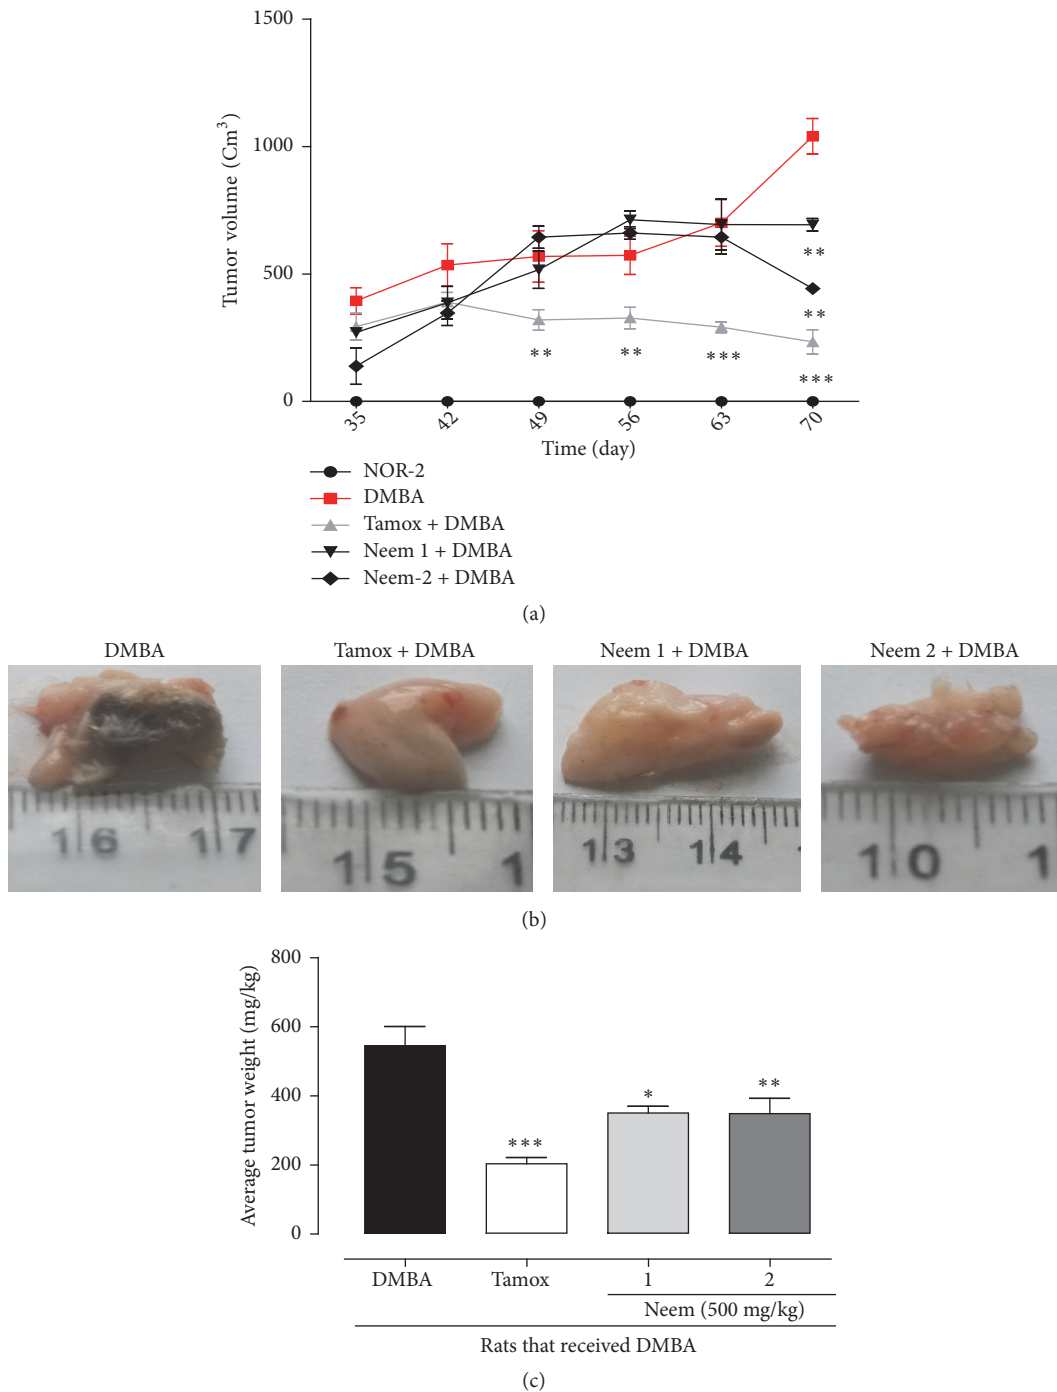 1500
1000
500
0
Tumor volume (Cm³)
** ** *** ** ** ***
35 42 49 56 63 70
Time (day)
NOR-2
DMBA
Tamox + DMBA
Neem 1 + DMBA
Neem-2 + DMBA
(a)
DMBA Tamox + DMBA Neem 1 + DMBA Neem 2 + DMBA
16 17 15 1 13 14 10 1
(b)
800
600
400
200
0
Average tumor weight (mg/kg)
*** * **
DMBA Tamox 1 2
Neem (500 mg/kg)
Rats that received DMBA
(c)